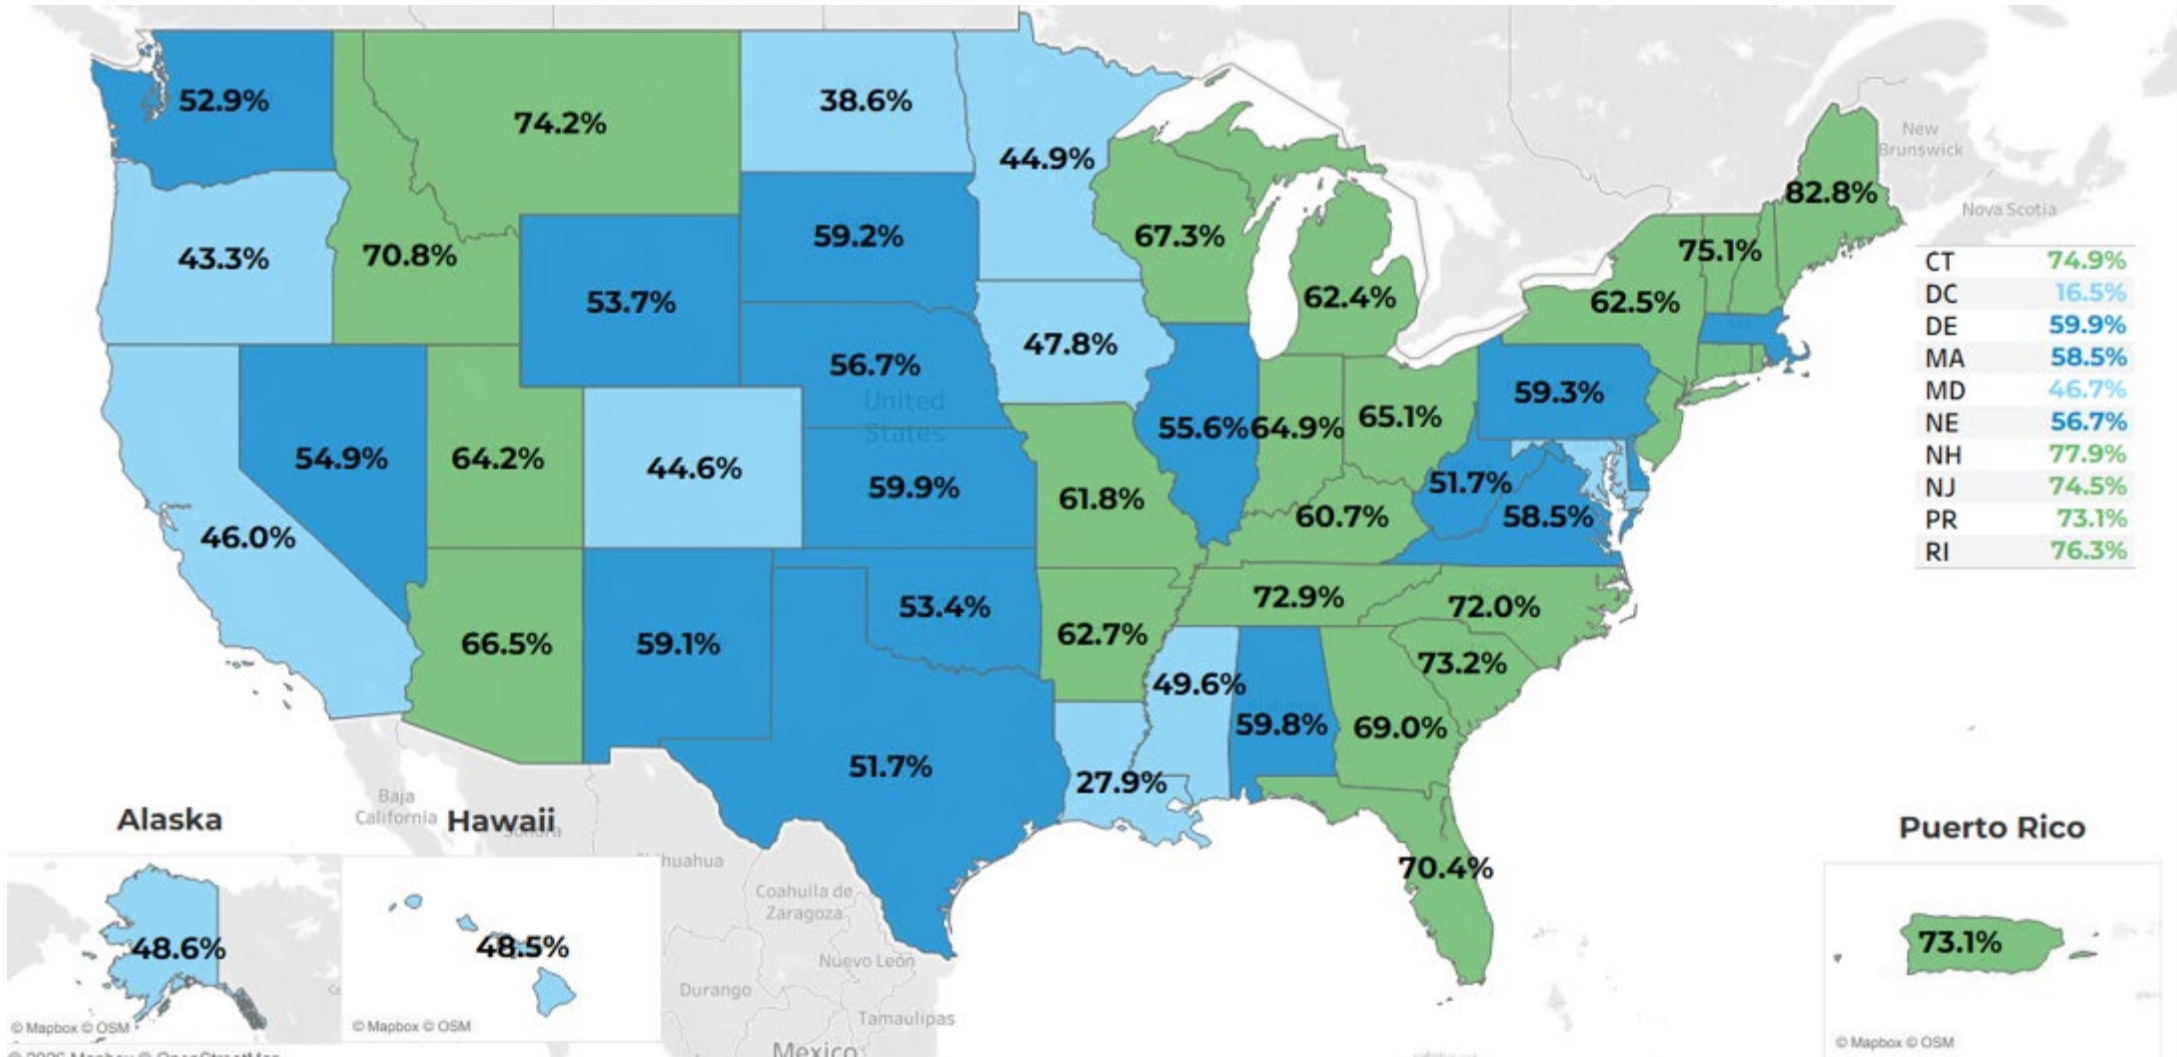 52.9%
74.2%
38.6%
44.9%
New
Brunswick
82.8%
Nova Scotia
43.3%
70.8%
53.7%
59.2%
67.3%
62.4%
75.1%
62.5%
CT 74.9%
DC 16.5%
DE 59.9%
MA 58.5%
MD 46.7%
NE 56.7%
NH 77.9%
NJ 74.5%
PR 73.1%
RI 76.3%
56.7%
United
States
47.8%
59.3%
54.9%
64.2%
44.6%
59.9%
61.8%
55.6%
64.9%
65.1%
51.7%
58.5%
60.7%
46.0%
66.5%
59.1%
53.4%
62.7%
72.9%
72.0%
73.2%
49.6%
59.8%
69.0%
51.7%
27.9%
70.4%
Baja
California
Sonora
huahua
Coahuila de
Zaragoza
Nuevo León
Durango
Tamaulipas
Mexico
Alaska
48.6%
© Mapbox © OSM
Hawaii
48.5%
© Mapbox © OSM
Puerto Rico
73.1%
© Mapbox © OSM